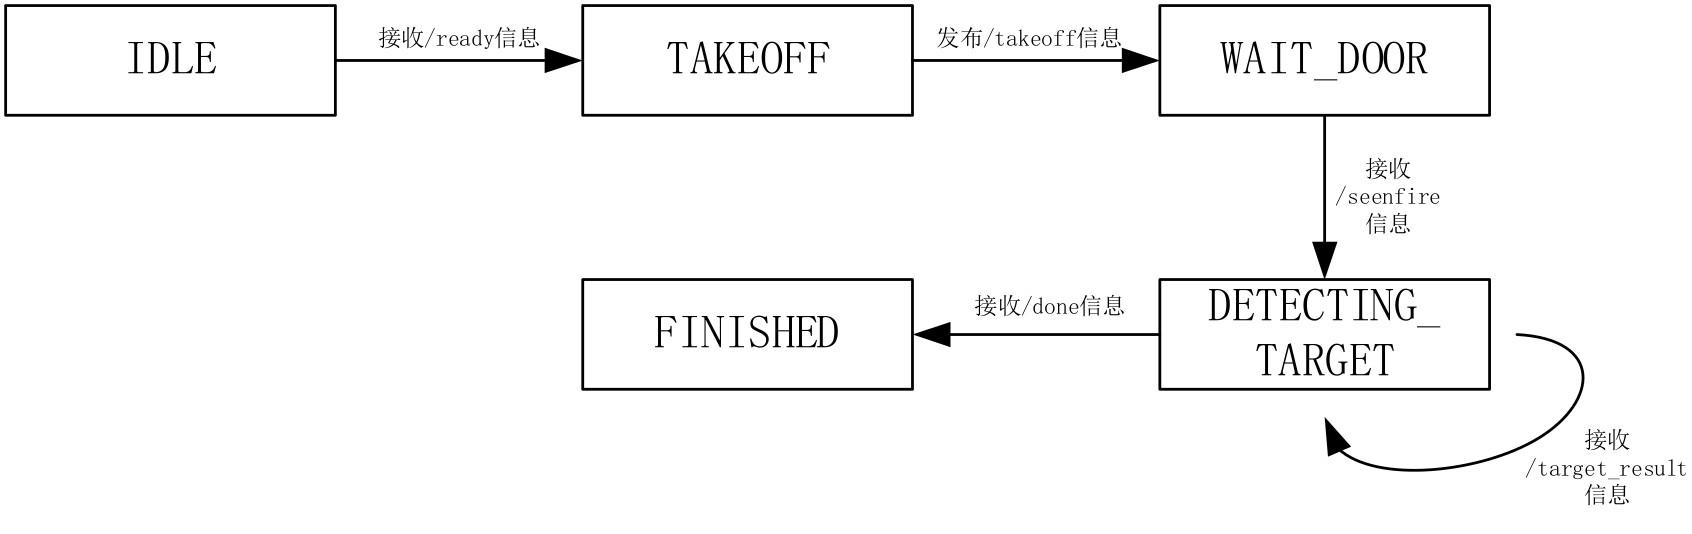 IDLE
接收/ready信息
TAKEOFF
发布/takeoff信息
WAIT_DOOR
接收
/seenfire
信息
DETECTING_
TARGET
接收/done信息
FINISHED
接收
/target_result
信息